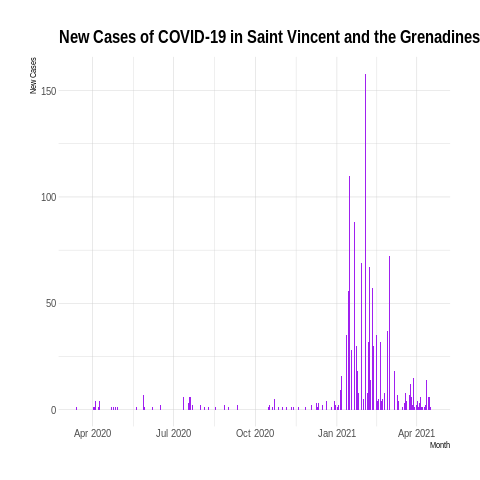 New Cases of COVID-19 in Saint Vincent and the Grenadines
New Cases
150
100
50
0
Apr 2020 Jul 2020 Oct 2020 Jan 2021 Apr 2021
Month